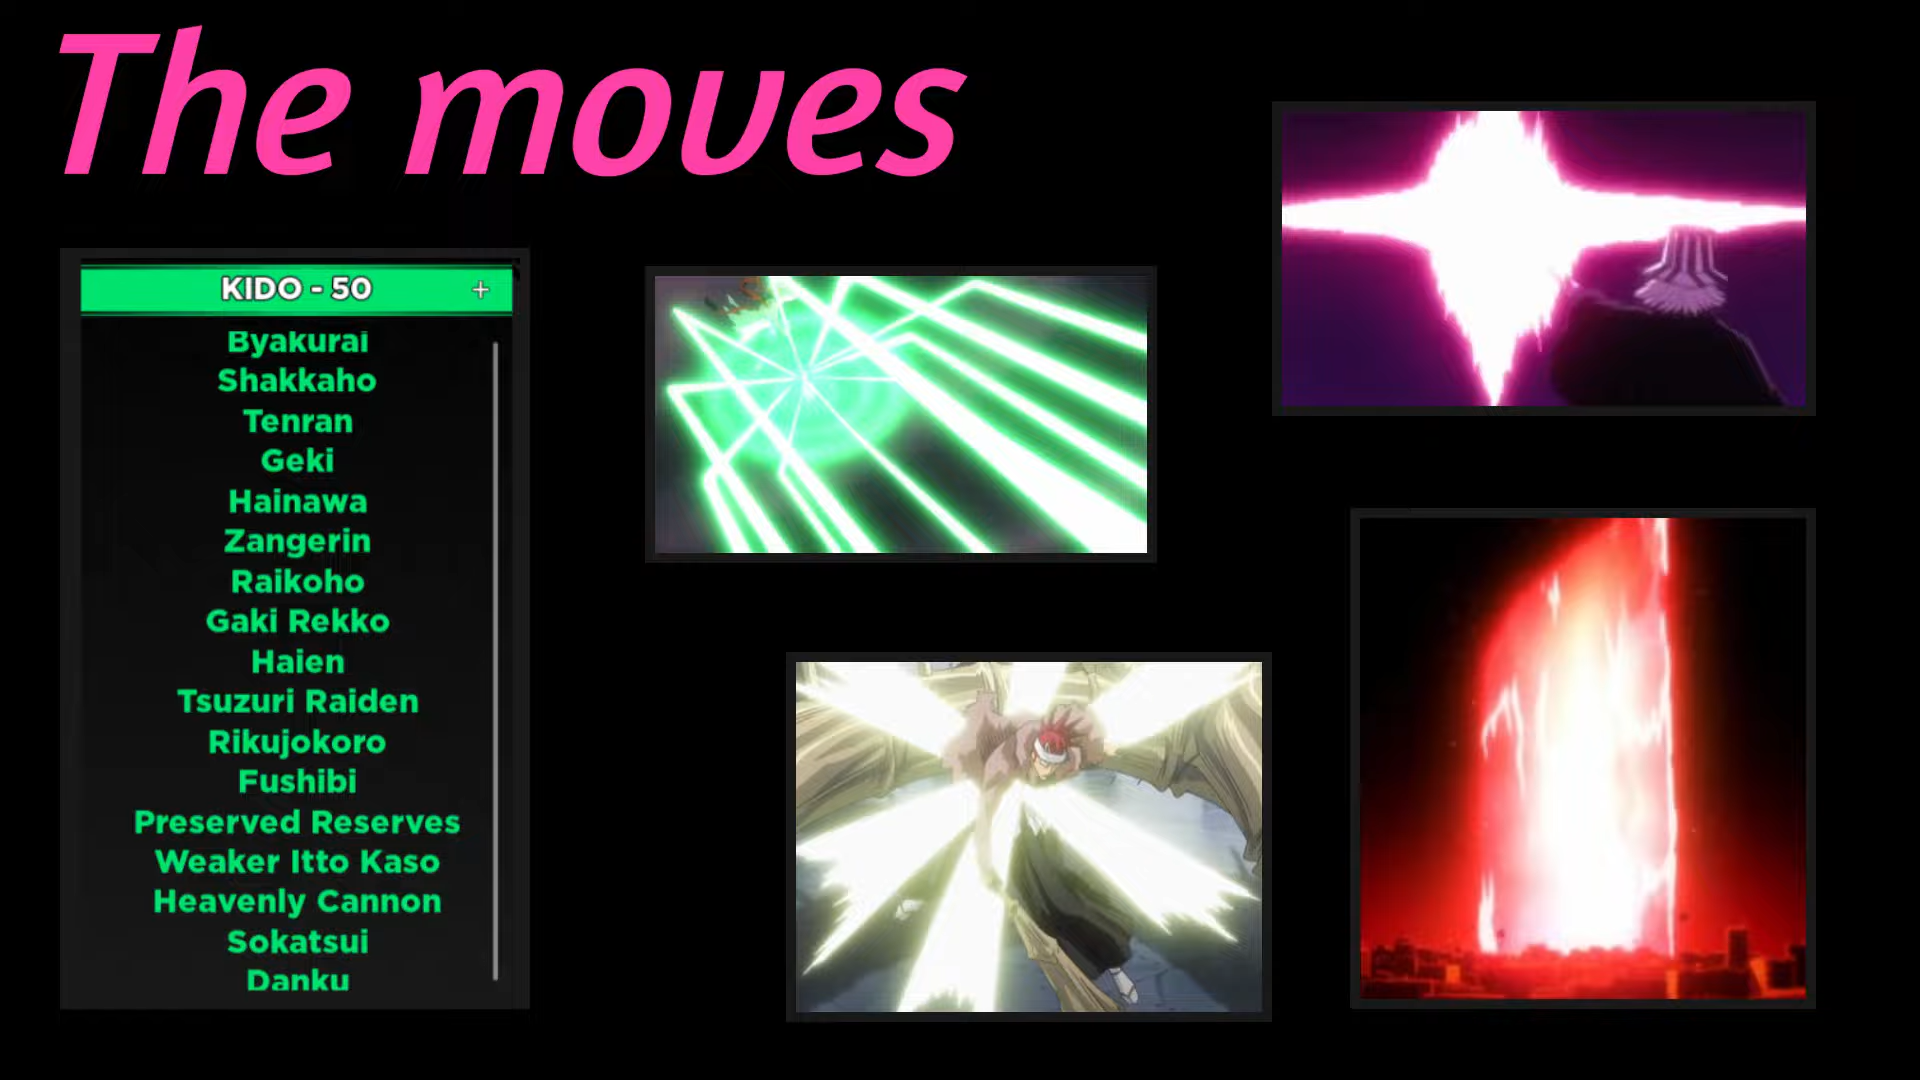 The moves
KIDO - 50 +
Byakurai
Shakkaho
Tenran
Geki
Hainawa
Zangerin
Raikoho
Gaki Rekko
Haien
Tsuzuri Raiden
Rikujokoro
Fushibi
Preserved Reserves
Weaker Itto Kaso
Heavenly Cannon
Sokatsui
Danku